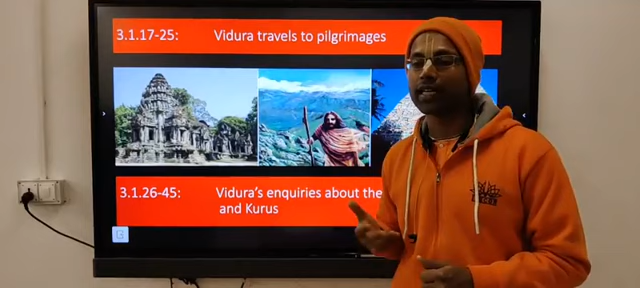 3.1.17-25: Vidura travels to pilgrimages
3.1.26-45: Vidura's enquiries about the
and Kurus